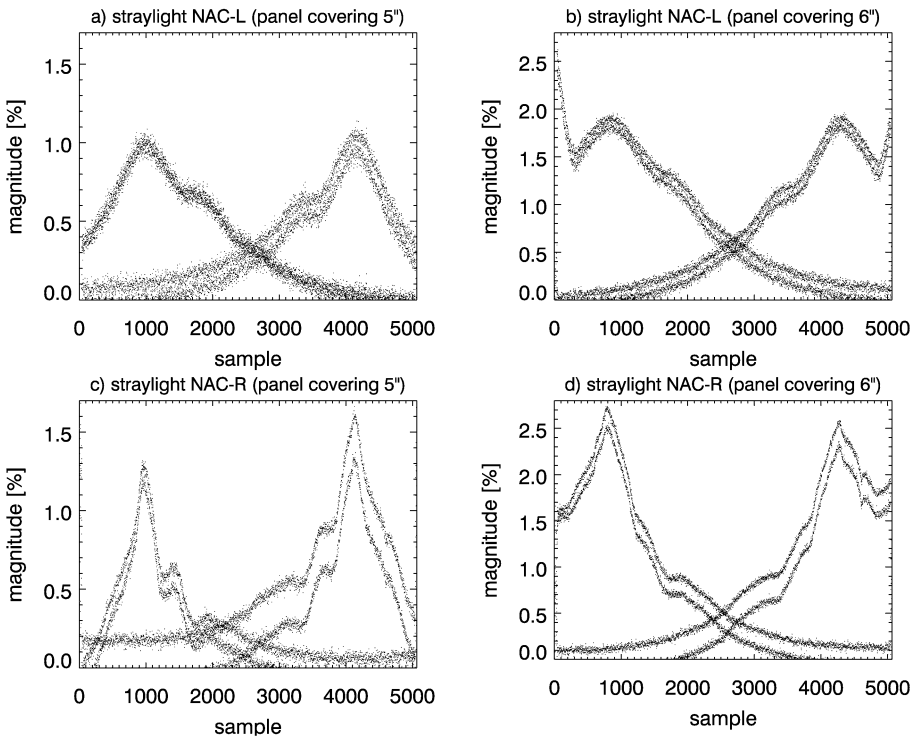 a) straylight NAC-L (panel covering 5")
magnitude [%]
1.5
1.0
0.5
0.0
0 1000 2000 3000 4000 5000
sample
b) straylight NAC-L (panel covering 6")
magnitude [%]
2.5
2.0
1.5
1.0
0.5
0.0
0 1000 2000 3000 4000 5000
sample
c) straylight NAC-R (panel covering 5")
magnitude [%]
1.5
1.0
0.5
0.0
0 1000 2000 3000 4000 5000
sample
d) straylight NAC-R (panel covering 6")
magnitude [%]
2.5
2.0
1.5
1.0
0.5
0.0
0 1000 2000 3000 4000 5000
sample